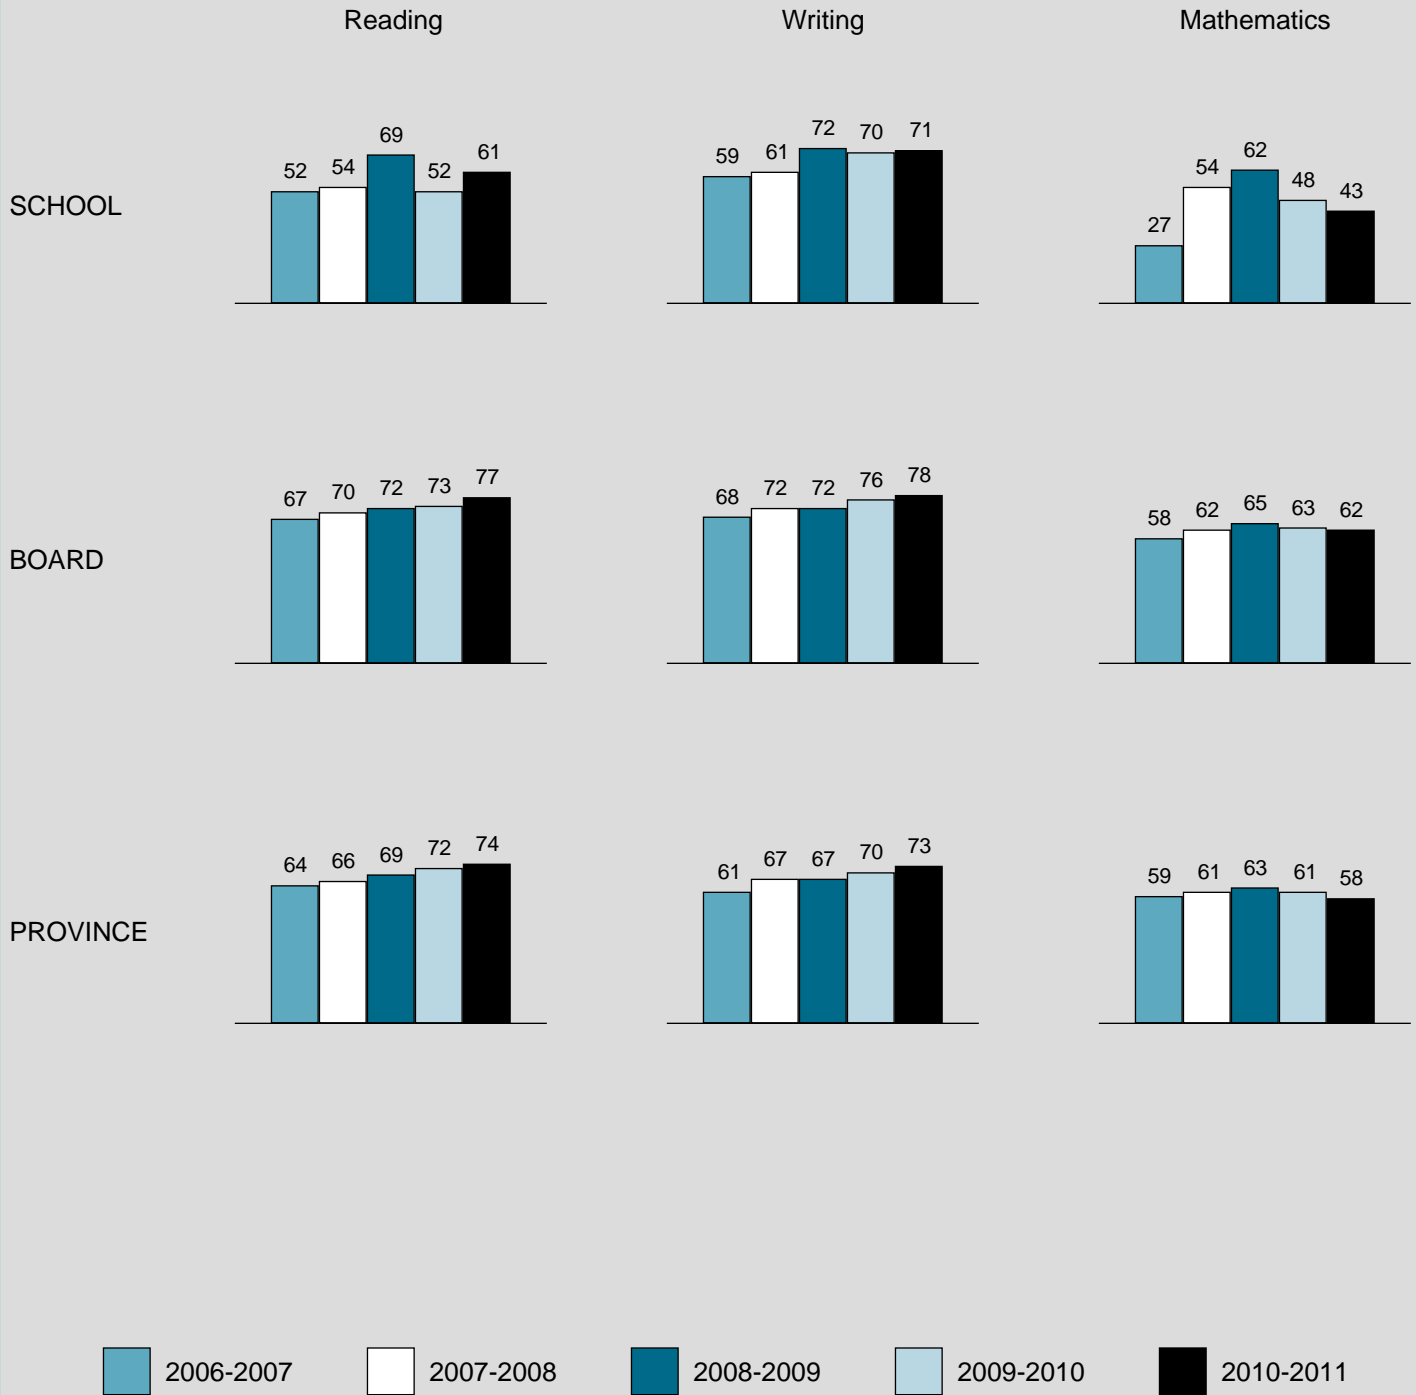 Reading Writing Mathematics
SCHOOL
52 54 69 52 61
59 61 72 70 71
27 54 62 48 43
BOARD
67 70 72 73 77
68 72 72 76 78
58 62 65 63 62
PROVINCE
64 66 69 72 74
61 67 67 70 73
59 61 63 61 58
2006-2007 2007-2008 2008-2009 2009-2010 2010-2011